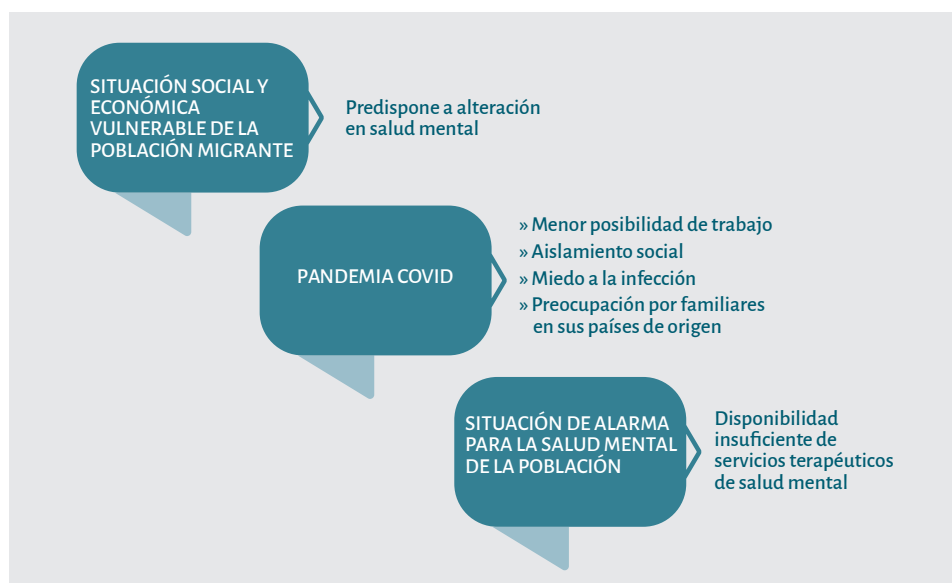 SITUACIÓN SOCIAL Y
ECONÓMICA
VULNERABLE DE LA
POBLACIÓN MIGRANTE
Predispone a alteración
en salud mental
PANDEMIA COVID
» Menor posibilidad de trabajo
» Aislamiento social
» Miedo a la infección
» Preocupación por familiares
en sus países de origen
SITUACIÓN DE ALARMA
PARA LA SALUD MENTAL
DE LA POBLACIÓN
Disponibilidad
insuficiente de
servicios terapéuticos
de salud mental